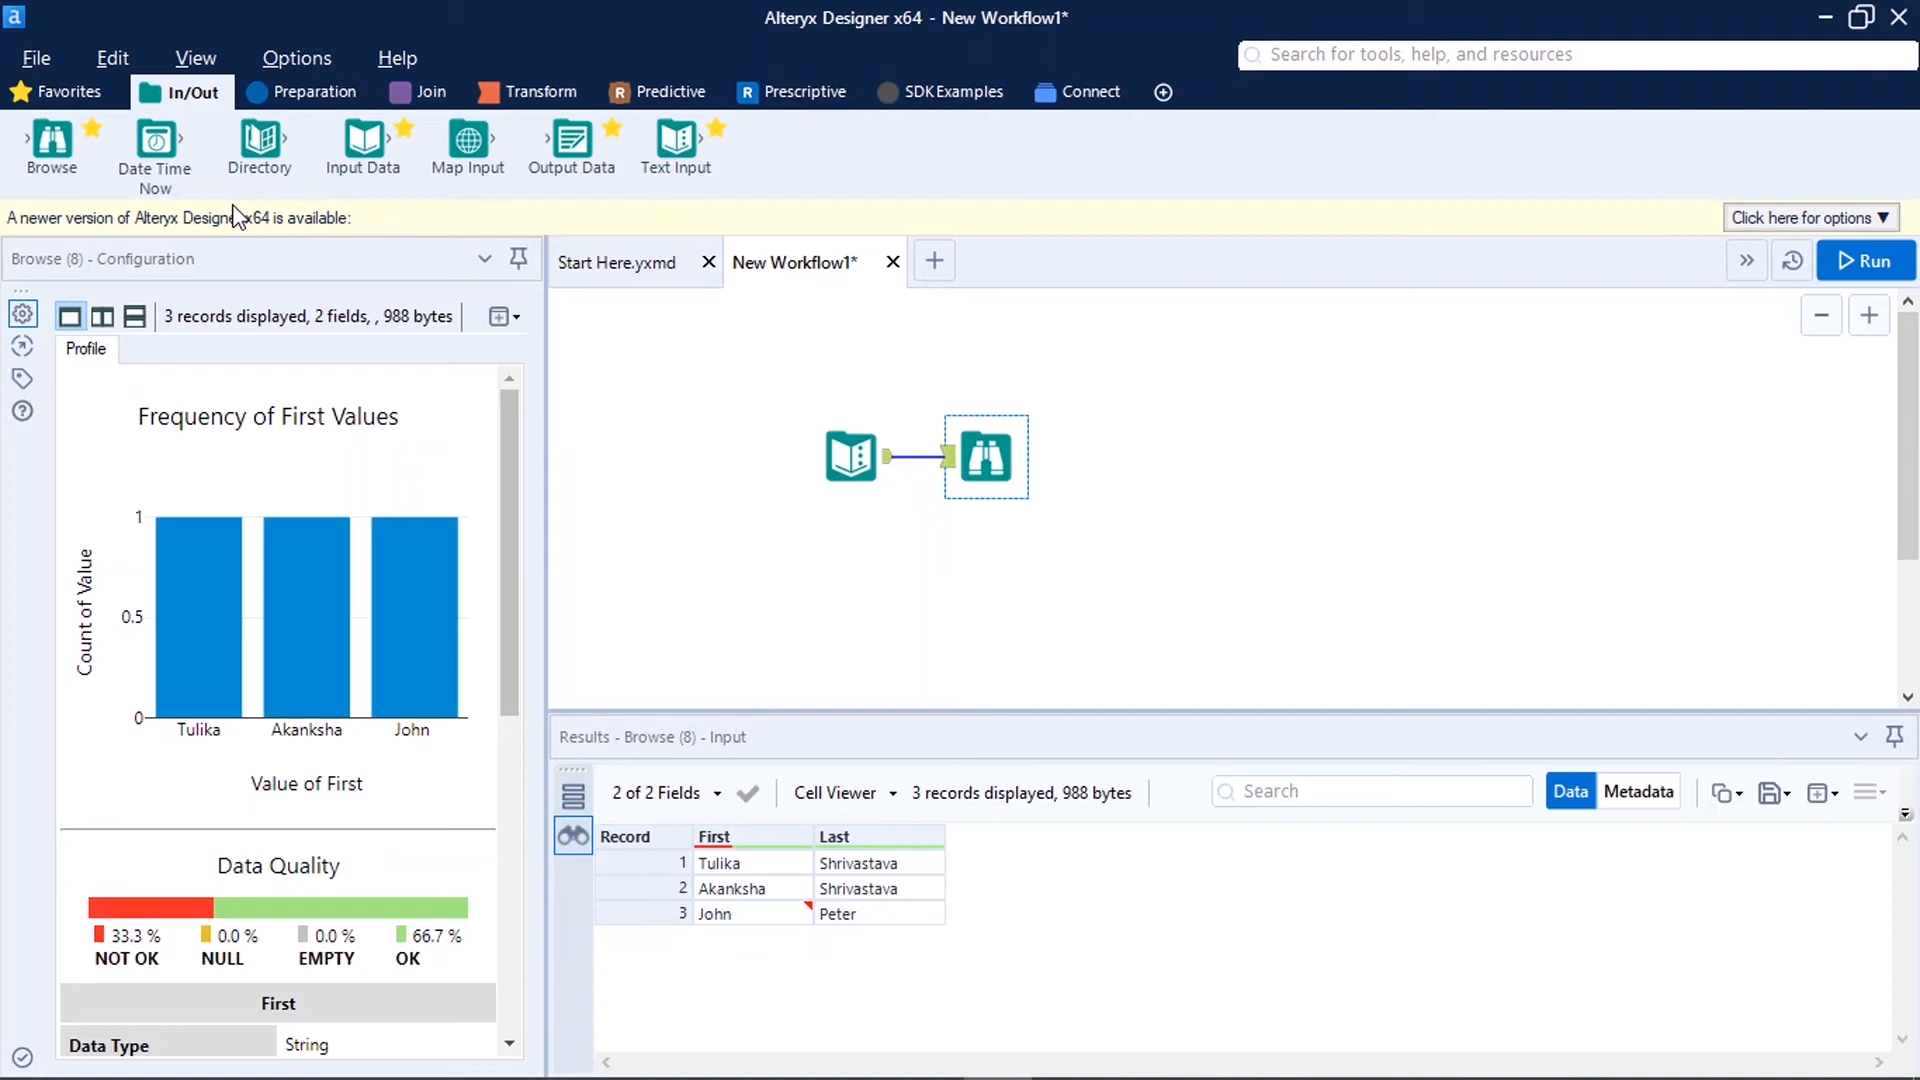 a
Alteryx Designer x64 - New Workflow1*
File Edit View Options Help
Search for tools, help, and resources
Favorites In/Out Preparation Join Transform R Predictive R Prescriptive SDKExamples Connect
Browse
Date Time
Now
Directory
Input Data
Map Input
Output Data
Text Input
A newer version of Alteryx Designer x64 is available:
Click here for options ▼
Browse (8) - Configuration
Start Here.yxmd
New Workflow1*
Run
3 records displayed, 2 fields, , 988 bytes
Profile
Frequency of First Values
Count of Value
1
0.5
0
Tulika Akanksha John
Value of First
Data Quality
33.3 % 0.0 % 0.0 % 66.7 %
NOT OK NULL EMPTY OK
First
Data Type String
Results - Browse (8) - Input
2 of 2 Fields Cell Viewer 3 records displayed, 988 bytes Search Data Metadata
Record First Last
1 Tulika Shrivastava
2 Akanksha Shrivastava
3 John Peter